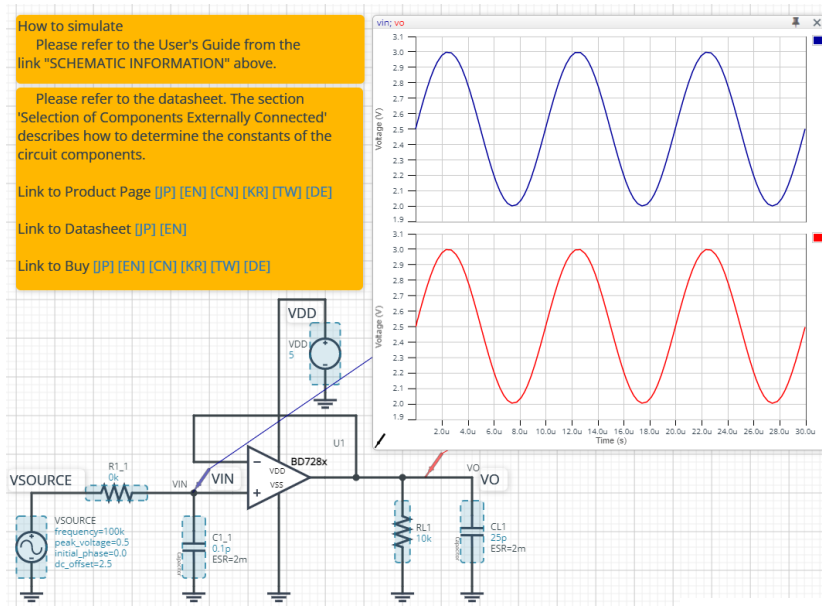 How to simulate
Please refer to the User's Guide from the
link "SCHEMATIC INFORMATION" above.
Please refer to the datasheet. The section
'Selection of Components Externally Connected'
describes how to determine the constants of the
circuit components.
Link to Product Page [JP] [EN] [CN] [KR] [TW] [DE]
Link to Datasheet [JP] [EN]
Link to Buy [JP] [EN] [CN] [KR] [TW] [DE]
vin; vo
Voltage (V)
3.1
3.0
2.9
2.8
2.7
2.6
2.5
2.4
2.3
2.2
2.1
2.0
1.9
Voltage (V)
3.1
3.0
2.9
2.8
2.7
2.6
2.5
2.4
2.3
2.2
2.1
2.0
1.9
2.0u 4.0u 6.0u 8.0u 10.0u 12.0u 14.0u 16.0u 18.0u 20.0u 22.0u 24.0u 26.0u 28.0u 30.0u
Time (s)
VDD
VDD
5
U1
BD728x
VDD
VSS
VSOURCE
R1_1
0k
VIN
VIN
VO
VO
VSOURCE
frequency=100k
peak_voltage=0.5
initial_phase=0.0
dc_offset=2.5
C1_1
0.1p
ESR=2m
Capacitor
RL1
10k
CL1
25p
ESR=2m
Capacitor